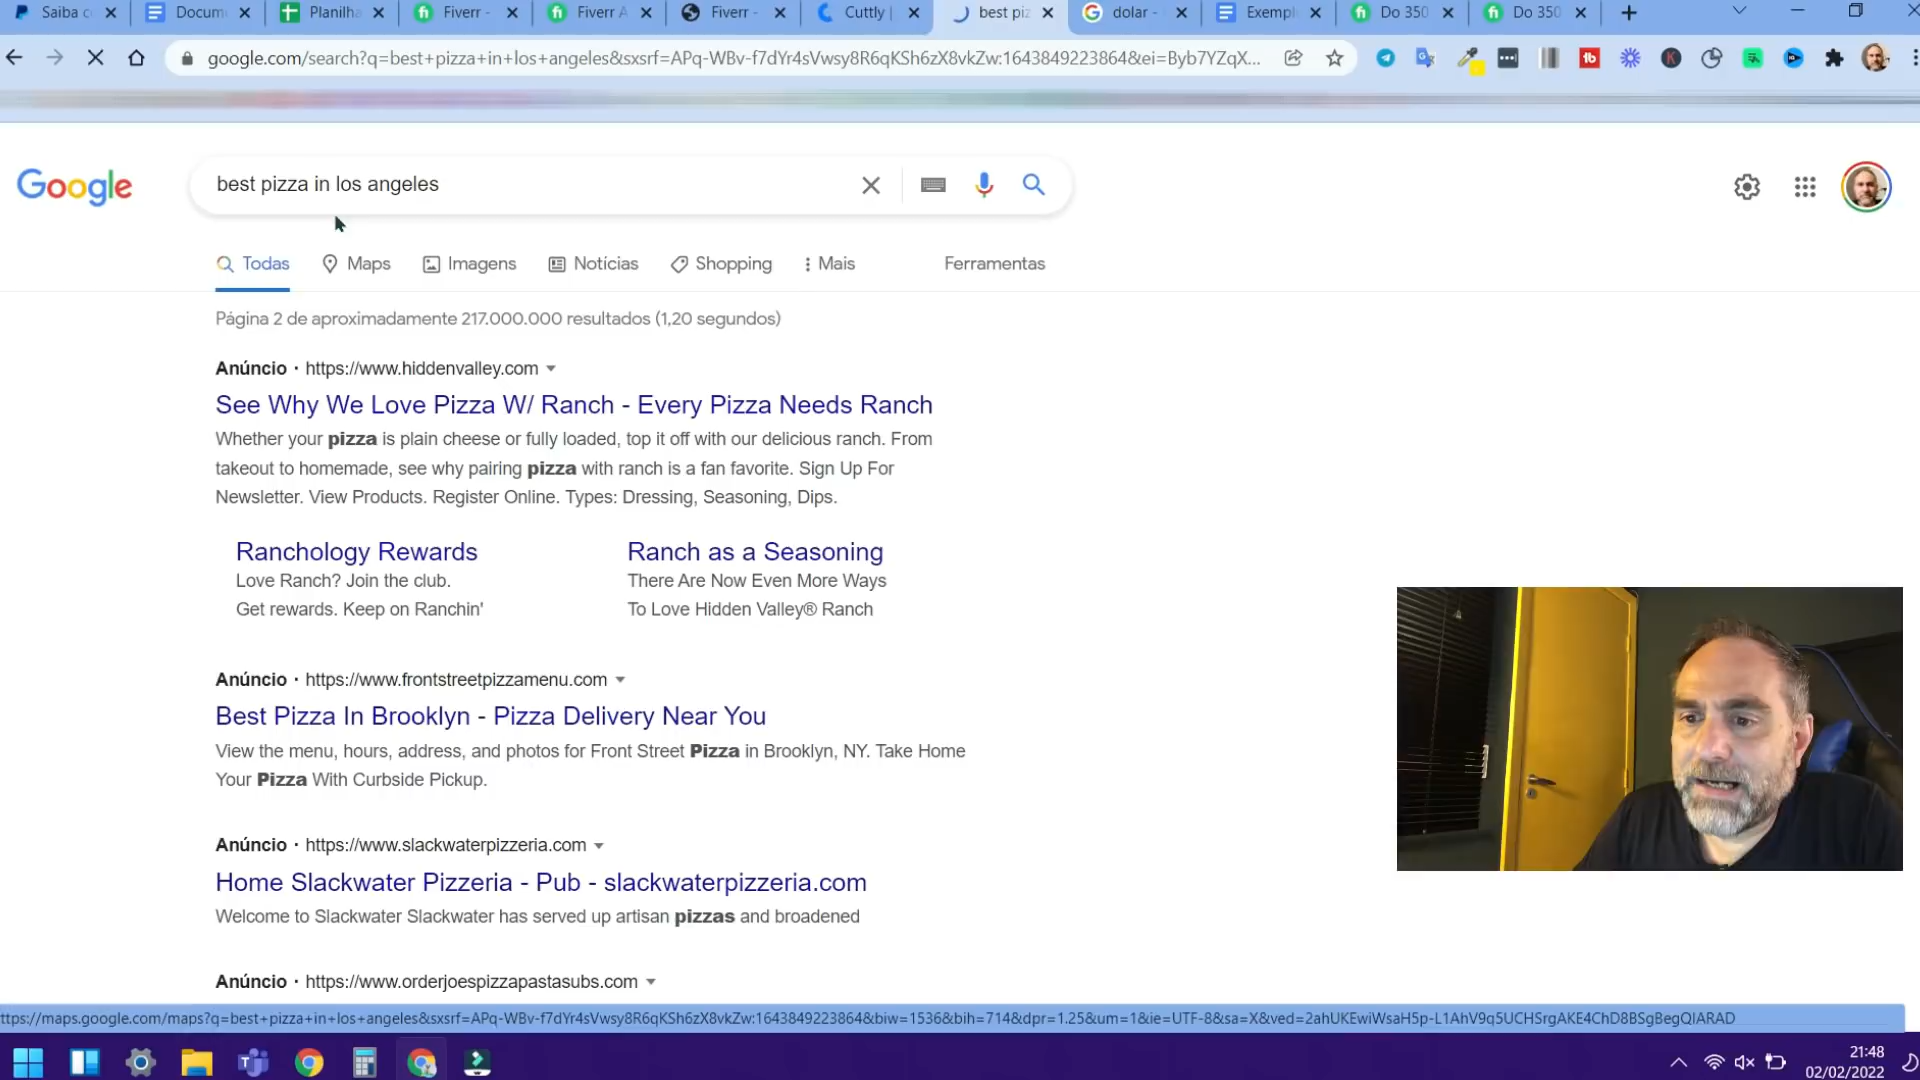 Saiba c
Docum
Planilha
Fiverr -
Fiverr A
Fiverr -
Cuttly |
best piz
dolar -
Exempl
Do 350
Do 350
google.com/search?q=best+pizza+in+los+angeles&sxsrf=APq-WBv-f7dYr4sVwsy8R6qKSh6zX8vkZw:1643849223864&ei=Byb7YZqX...
Google
best pizza in los angeles
Todas
Maps
Imagens
Notícias
Shopping
Mais
Ferramentas
Página 2 de aproximadamente 217.000.000 resultados (1,20 segundos)
Anúncio · https://www.hiddenvalley.com
See Why We Love Pizza W/ Ranch - Every Pizza Needs Ranch
Whether your pizza is plain cheese or fully loaded, top it off with our delicious ranch. From
takeout to homemade, see why pairing pizza with ranch is a fan favorite. Sign Up For
Newsletter. View Products. Register Online. Types: Dressing, Seasoning, Dips.
Ranchology Rewards
Love Ranch? Join the club.
Get rewards. Keep on Ranchin'
Ranch as a Seasoning
There Are Now Even More Ways
To Love Hidden Valley® Ranch
Anúncio · https://www.frontstreetpizzamenu.com
Best Pizza In Brooklyn - Pizza Delivery Near You
View the menu, hours, address, and photos for Front Street Pizza in Brooklyn, NY. Take Home
Your Pizza With Curbside Pickup.
Anúncio · https://www.slackwaterpizzeria.com
Home Slackwater Pizzeria - Pub - slackwaterpizzeria.com
Welcome to Slackwater Slackwater has served up artisan pizzas and broadened
Anúncio · https://www.orderjoespizzapastasubs.com
ttps://maps.google.com/maps?q=best+pizza+in+los+angeles&sxsrf=APq-WBv-f7dYr4sVwsy8R6qKSh6zX8vkZw:1643849223864&biw=1536&bih=714&dpr=1.25&um=1&ie=UTF-8&sa=X&ved=2ahUKEwiWsaH5p-L1AhV9q5UCHSrgAKE4ChD8BSgBegQIARAD
21:48
02/02/2022